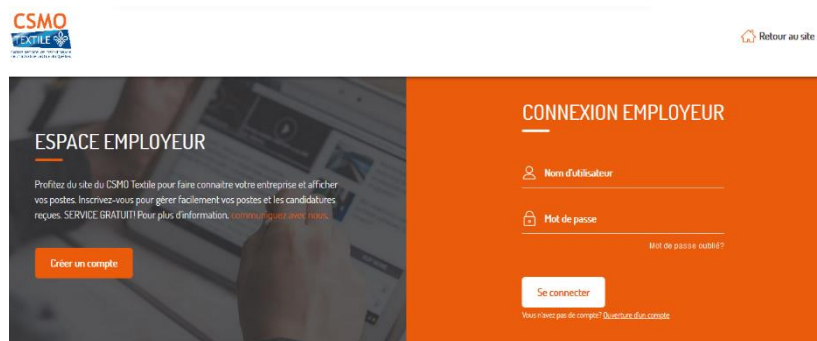 CSMO
TEXTILE
Retour au site
ESPACE EMPLOYEUR
Profitez du site du CSMO Textile pour faire connaitre votre entreprise et afficher
vos postes. Inscrivez-vous pour gérer facilement vos postes et les candidatures
reçues. SERVICE GRATUIT! Pour plus d'information, communiquez avec nous.
Créer un compte
CONNEXION EMPLOYEUR
Nom d'utilisateur
Mot de passe
Mot de passe oublié?
Se connecter
Vous n'avez pas de compte? Ouverture d'un compte